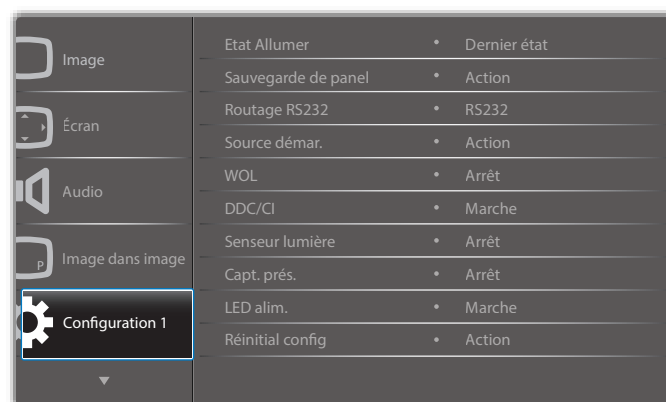 Image
Écran
Audio
Image dans image
P
Configuration 1
Etat Allumer • Dernier état
Sauvegarde de panel • Action
Routage RS232 • RS232
Source démar. • Action
WOL • Arrêt
DDC/CI • Marche
Senseur lumière • Arrêt
Capt. prés. • Arrêt
LED alim. • Marche
Réinitial config • Action